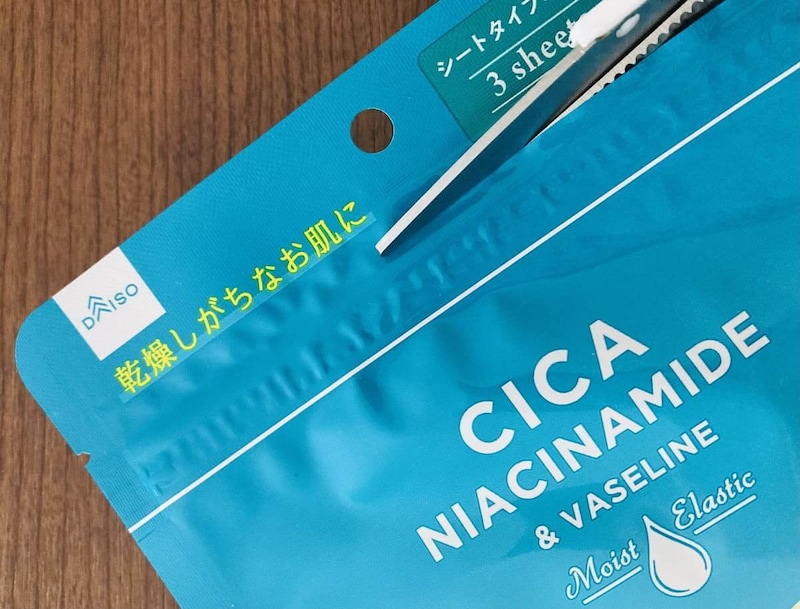 シートタイプ
3 sheet
乾燥しがちなお肌に
DAISO
CICA
NIACINAMIDE
& VASELINE
Moist
Elastic